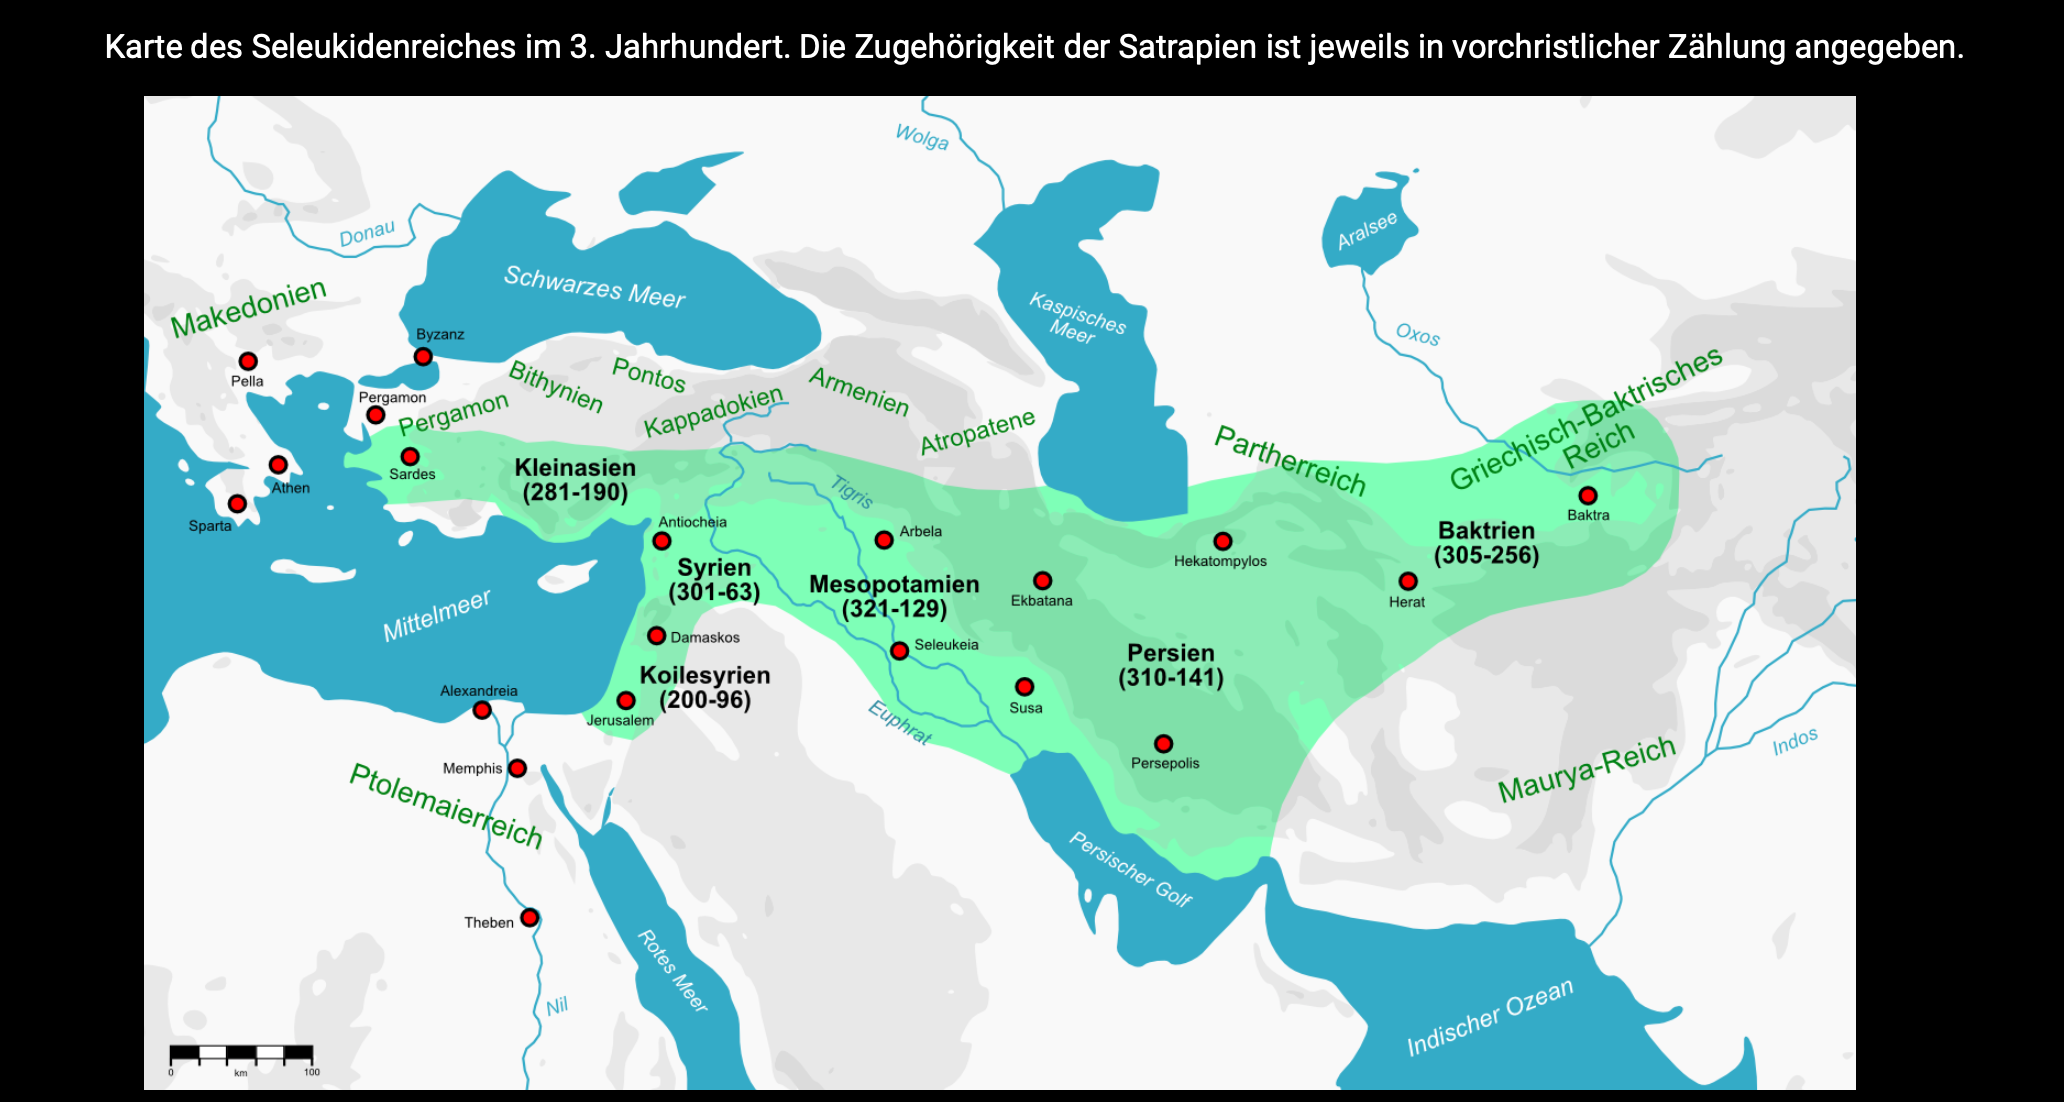 Karte des Seleukidenreiches im 3. Jahrhundert. Die Zugehörigkeit der Satrapien ist jeweils in vorchristlicher Zählung angegeben.
Wolga
Donau
Aralsee
Schwarzes Meer
Kaspisches
Meer
Makedonien
Byzanz
Oxos
Pella
Bithynien
Pontos
Armenien
Griechisch-Baktrisches
Reich
Pergamon
Pergamon
Kappadokien
Atropatene
Partherreich
Sardes
Kleinasien
(281-190)
Athen
Tigris
Baktra
Sparta
Antiocheia
Arbela
Baktrien
(305-256)
Hekatompylos
Syrien
(301-63)
Mesopotamien
(321-129)
Ekbatana
Herat
Mittelmeer
Damaskos
Seleukeia
Persien
(310-141)
Koilesyrien
(200-96)
Alexandreia
Jerusalem
Susa
Euphrat
Indos
Memphis
Persepolis
Maurya-Reich
Ptolemaierreich
Persischer Golf
Theben
Rotes Meer
Nil
Indischer Ozean
0
km
100